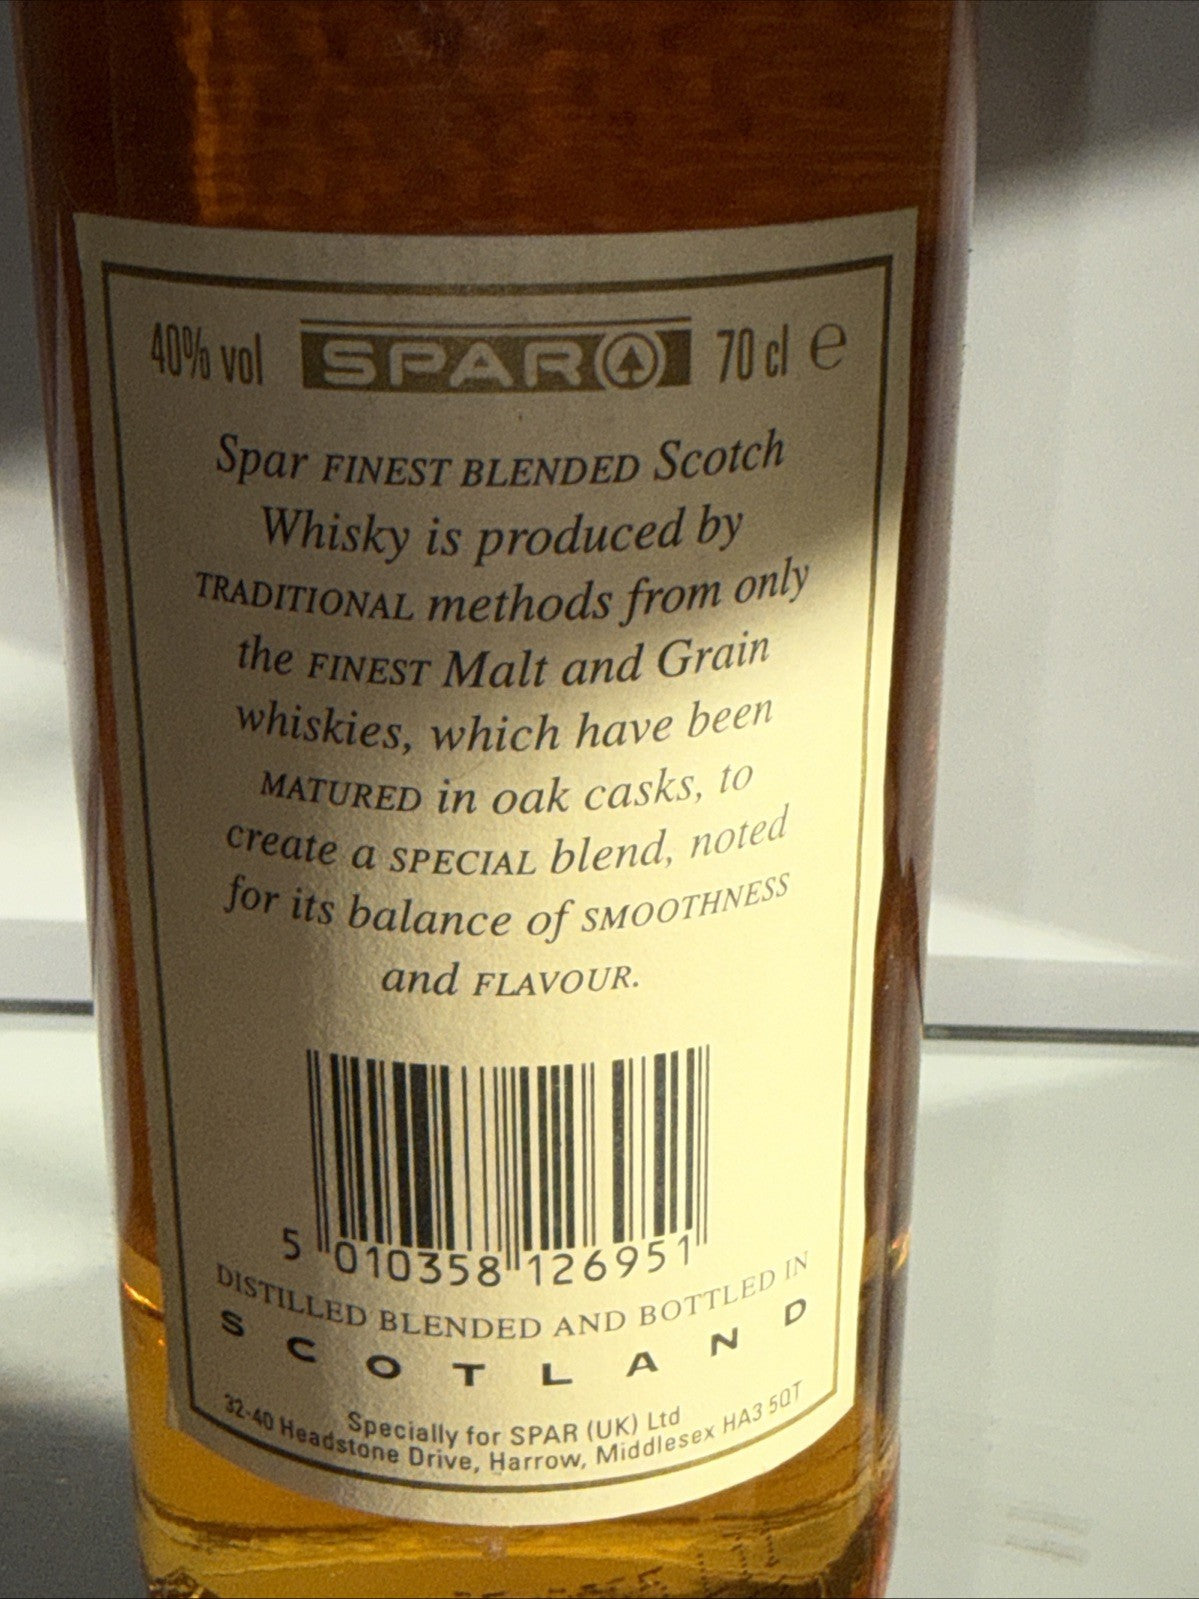 40% vol SPAR 70 cl e
Spar FINEST BLENDED Scotch
Whisky is produced by
TRADITIONAL methods from only
the FINEST Malt and Grain
whiskies, which have been
MATURED in oak casks, to
create a SPECIAL blend, noted
for its balance of SMOOTHNESS
and FLAVOUR.
5 010358 126951
DISTILLED BLENDED AND BOTTLED IN
SCOTLAND
Specially for SPAR (UK) Ltd
32-40 Headstone Drive, Harrow, Middlesex HA3 5QT